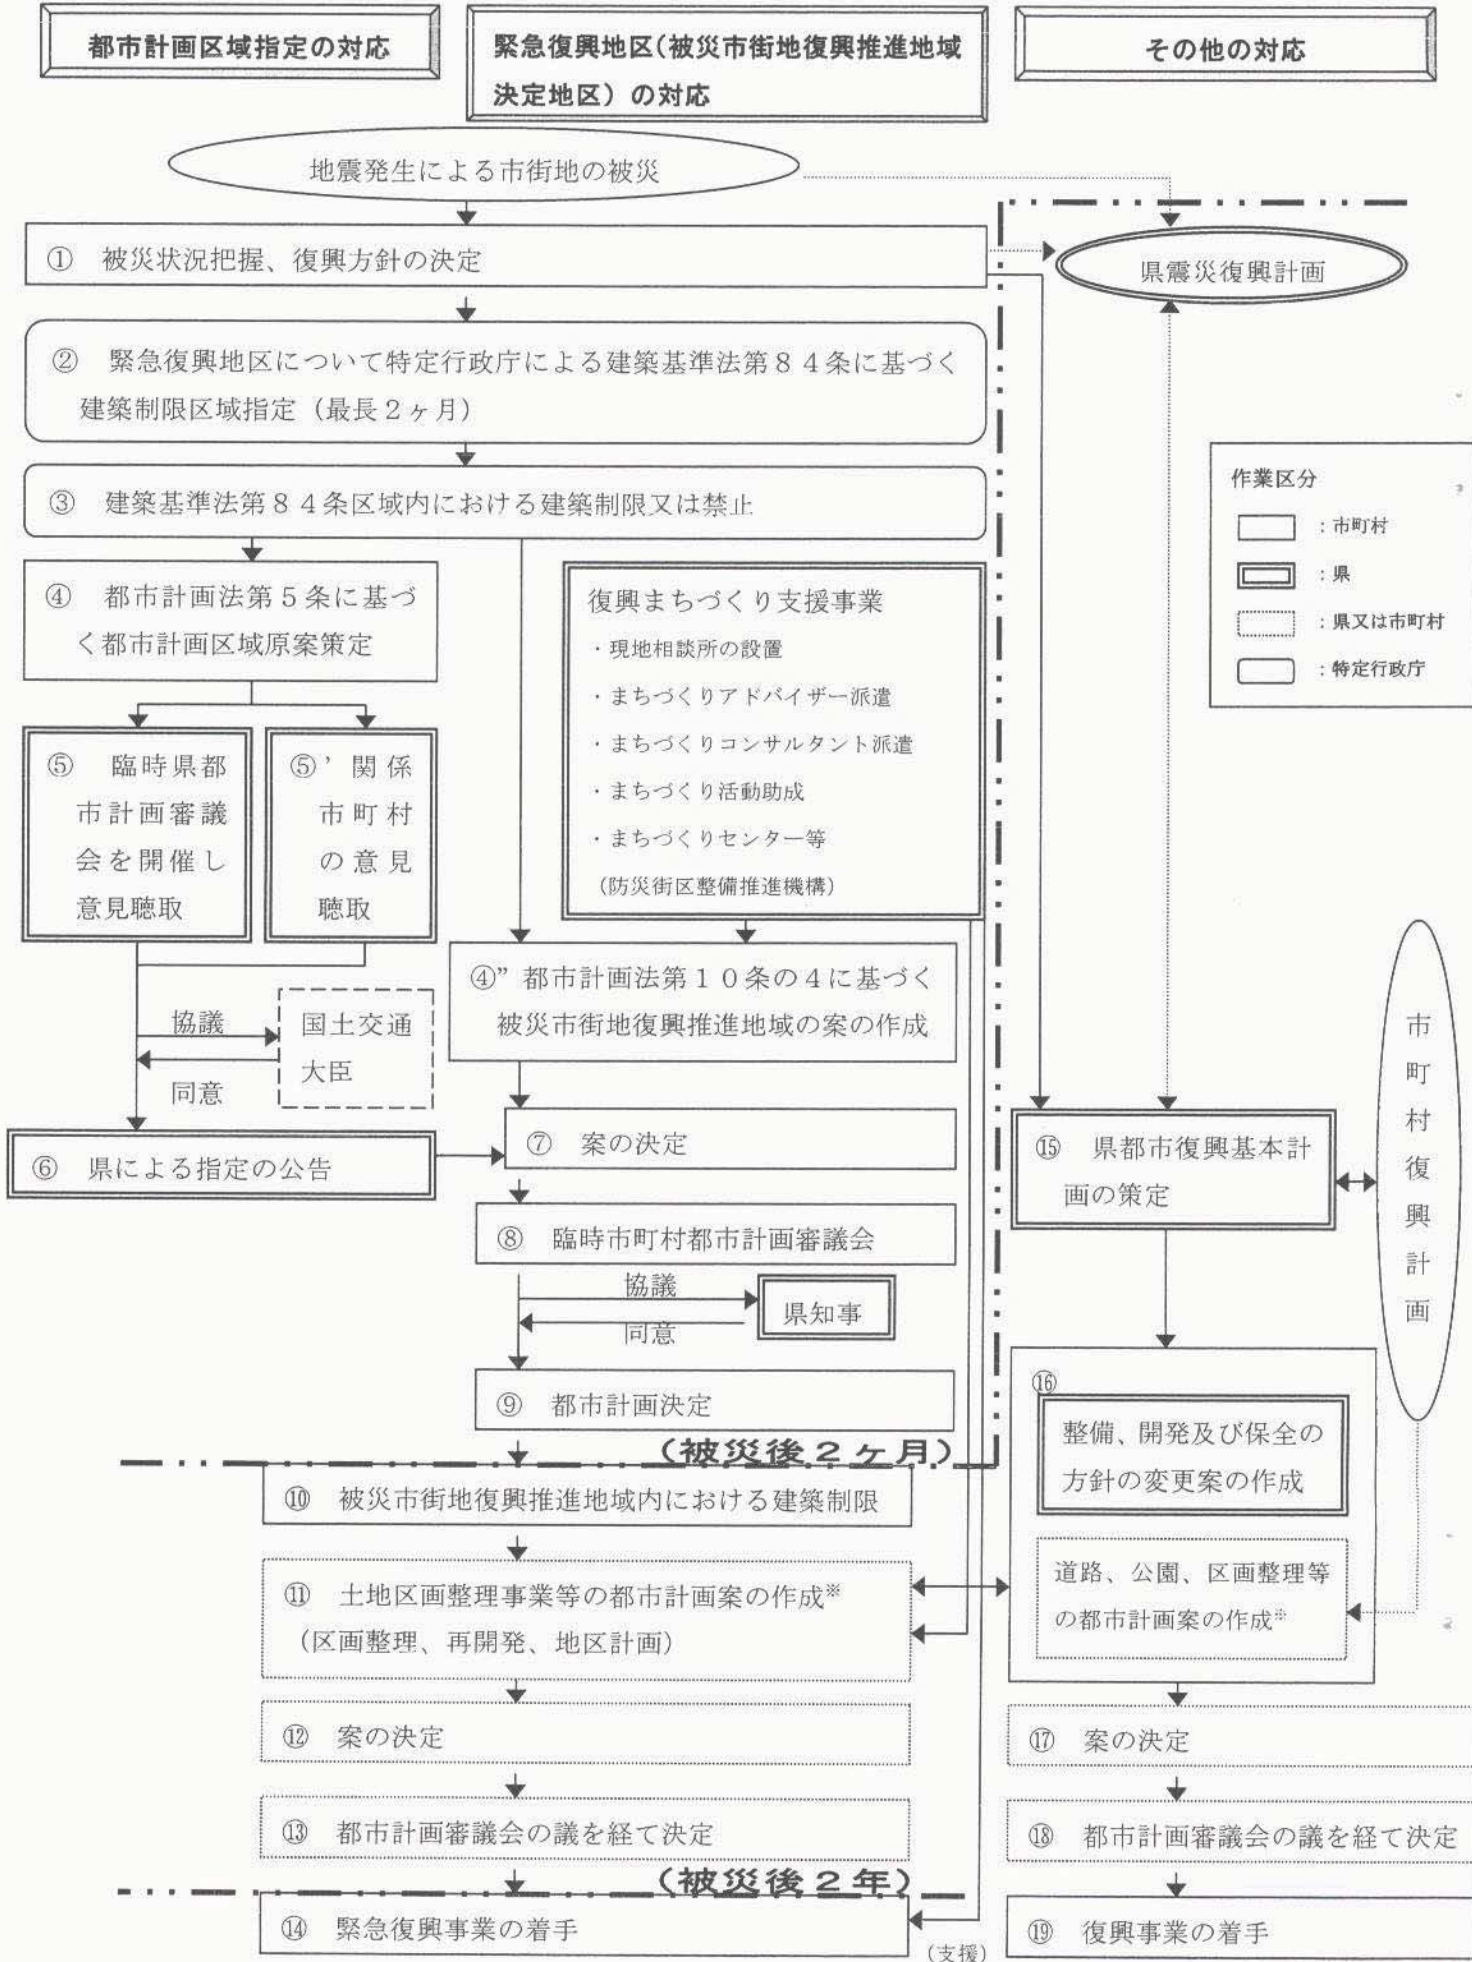 都市計画区域指定の対応
緊急復興地区(被災市街地復興推進地域
決定地区）の対応
その他の対応
地震発生による市街地の被災
① 被災状況把握、復興方針の決定
県震災復興計画
② 緊急復興地区について特定行政庁による建築基準法第８４条に基づく
建築制限区域指定（最長２ヶ月）
③ 建築基準法第８４条区域内における建築制限又は禁止
作業区分
：市町村
：県
：県又は市町村
：特定行政庁
④ 都市計画法第５条に基づ
く都市計画区域原案策定
復興まちづくり支援事業
・現地相談所の設置
・まちづくりアドバイザー派遣
・まちづくりコンサルタント派遣
・まちづくり活動助成
・まちづくりセンター等
（防災街区整備推進機構）
⑤ 臨時県都
市計画審議
会を開催し
意見聴取
⑤’関係
市町村
の意見
聴取
④”都市計画法第１０条の４に基づく
被災市街地復興推進地域の案の作成
協議
同意
国土交通
大臣
⑥ 県による指定の公告
⑦ 案の決定
⑧ 臨時市町村都市計画審議会
協議
同意
県知事
⑨ 都市計画決定
⑮ 県都市復興基本計
画の策定
市町村復興計画
（被災後２ヶ月）
⑩ 被災市街地復興推進地域内における建築制限
⑪ 土地区画整理事業等の都市計画案の作成※
（区画整理、再開発、地区計画）
⑫ 案の決定
⑬ 都市計画審議会の議を経て決定
（被災後２年）
⑭ 緊急復興事業の着手
（支援）
⑯
整備、開発及び保全の
方針の変更案の作成
道路、公園、区画整理等
の都市計画案の作成※
⑰ 案の決定
⑱ 都市計画審議会の議を経て決定
⑲ 復興事業の着手